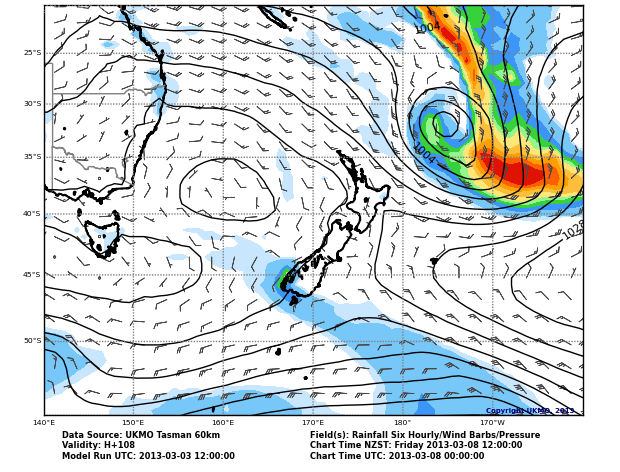 1004
25°S
30°S
1004
35°S
40°S
1028
45°S
50°S
Copyright UKMO, 2013
140°E 150°E 160°E 170°E 180° 170°W
Data Source: UKMO Tasman 60km Field(s): Rainfall Six Hourly/Wind Barbs/Pressure
Validity: H+108 Chart Time NZST: Friday 2013-03-08 12:00:00
Model Run UTC: 2013-03-03 12:00:00 Chart Time UTC: 2013-03-08 00:00:00